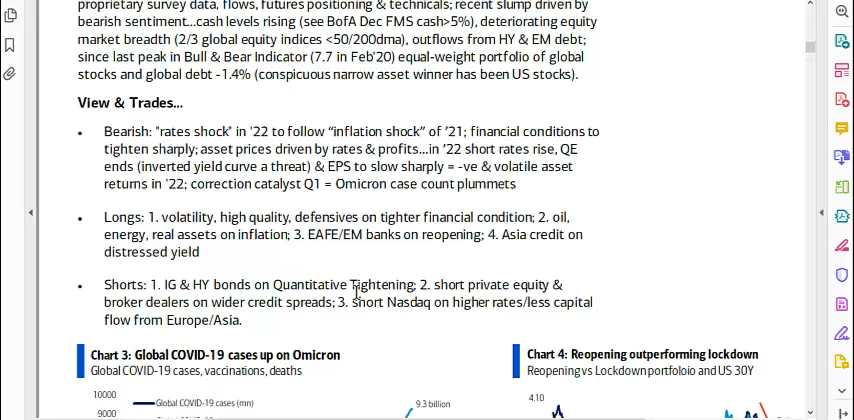 proprietary survey data, flows, futures positioning & technicals; recent slump driven by
bearish sentiment...cash levels rising (see BofA Dec FMS cash>5%), deteriorating equity
market breadth (2/3 global equity indices <50/200dma), outflows from HY & EM debt;
since last peak in Bull & Bear Indicator (7.7 in Feb'20) equal-weight portfolio of global
stocks and global debt -1.4% (conspicuous narrow asset winner has been US stocks).
View & Trades...
• Bearish: "rates shock" in '22 to follow “inflation shock” of ’21; financial conditions to
tighten sharply; asset prices driven by rates & profits...in ’22 short rates rise, QE
ends (inverted yield curve a threat) & EPS to slow sharply = -ve & volatile asset
returns in '22; correction catalyst Q1 = Omicron case count plummets
• Longs: 1. volatility, high quality, defensives on tighter financial condition; 2. oil,
energy, real assets on inflation; 3. EAFE/EM banks on reopening; 4. Asia credit on
distressed yield
• Shorts: 1. IG & HY bonds on Quantitative Tightening; 2. short private equity &
broker dealers on wider credit spreads; 3. short Nasdaq on higher rates/less capital
flow from Europe/Asia.
Chart 3: Global COVID-19 cases up on Omicron
Global COVID-19 cases, vaccinations, deaths
10000
Global COVID-19 cases (mn)
9.3 billion
9000
Chart 4: Reopening outperforming lockdown
Reopening vs Lockdown portfoloio and US 30Y
4.10